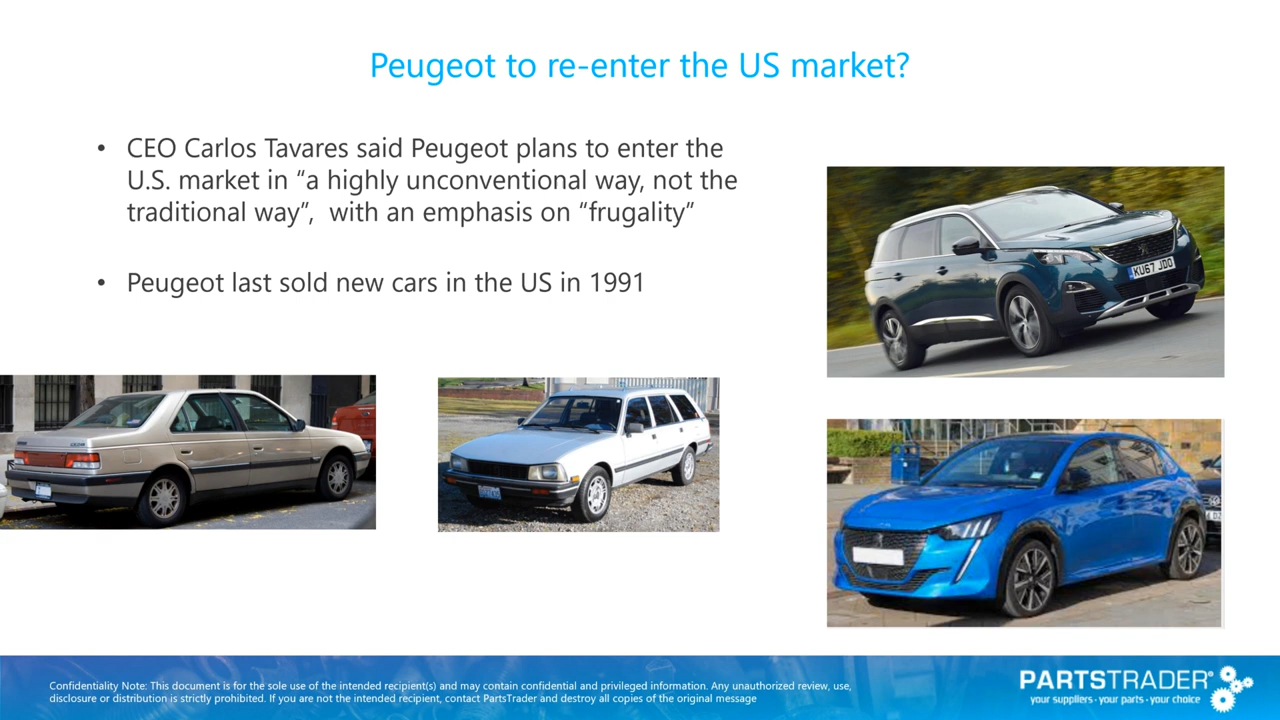 Peugeot to re-enter the US market?
• CEO Carlos Tavares said Peugeot plans to enter the
U.S. market in “a highly unconventional way, not the
traditional way”,  with an emphasis on “frugality”
• Peugeot last sold new cars in the US in 1991
KU67 JDO
Confidentiality Note: This document is for the sole use of the intended recipient(s) and may contain confidential and privileged information. Any unauthorized review, use,
disclosure or distribution is strictly prohibited. If you are not the intended recipient, contact PartsTrader and destroy all copies of the original message
PARTSTRADER®
your suppliers · your parts · your choice